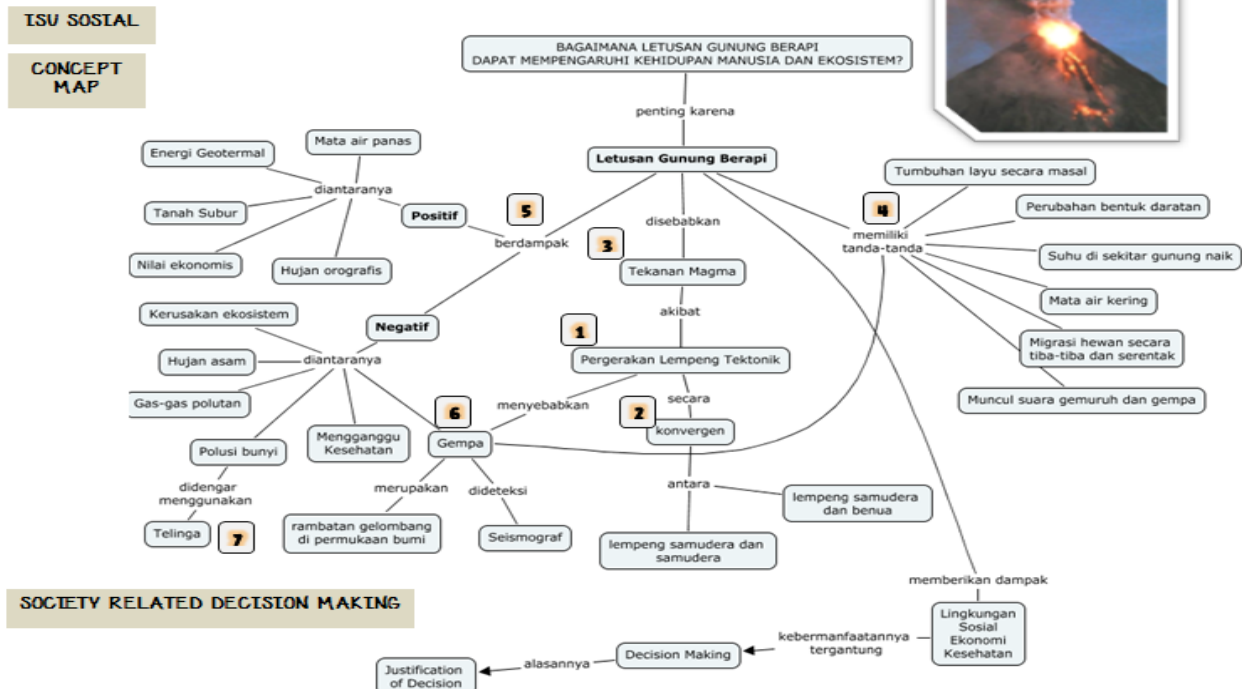 ISU SOSIAL
CONCEPT
MAP
BAGAIMANA LETUSAN GUNUNG BERAPI
DAPAT MEMPENGARUHI KEHIDUPAN MANUSIA DAN EKOSISTEM?
penting karena
Letusan Gunung Berapi
Energi Geotermal
Mata air panas
diantaranya
Tanah Subur
Positif
Nilai ekonomis
Hujan orografis
5
berdampak
disebabkan
3
Tekanan Magma
akibat
4
memiliki
tanda-tanda
Tumbuhan layu secara masal
Perubahan bentuk daratan
Suhu di sekitar gunung naik
Mata air kering
Migrasi hewan secara
tiba-tiba dan serentak
Muncul suara gemuruh dan gempa
Kerusakan ekosistem
Negatif
Hujan asam
diantaranya
Gas-gas polutan
1
Pergerakan Lempeng Tektonik
menyebabkan
secara
6
Gempa
2
konvergen
Polusi bunyi
Mengganggu
Kesehatan
didengar
menggunakan
Telinga
7
merupakan
dideteksi
rambatan gelombang
di permukaan bumi
Seismograf
antara
lempeng samudera
dan benua
lempeng samudera dan
samudera
memberikan dampak
SOCIETY RELATED DECISION MAKING
Lingkungan
Sosial
Ekonomi
Kesehatan
kebermanfaatannya
tergantung
Decision Making
alasannya
Justification
of Decision